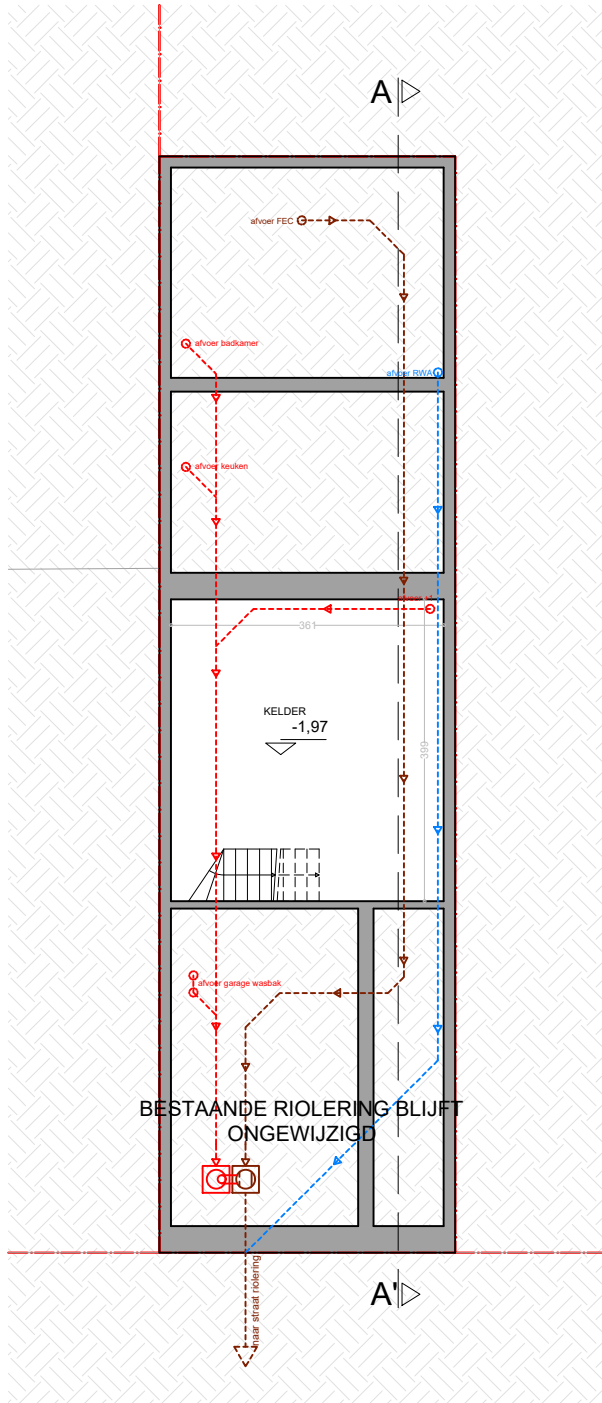 A
afvoer FEC
afvoer badkamer
afvoer RWA
afvoer keuken
361
KELDER
-1,97
399
afvoer garage wasbak
BESTAANDE RIOLERING BLIJFT
ONGEWIJZIGD
naar straat riolering
A'